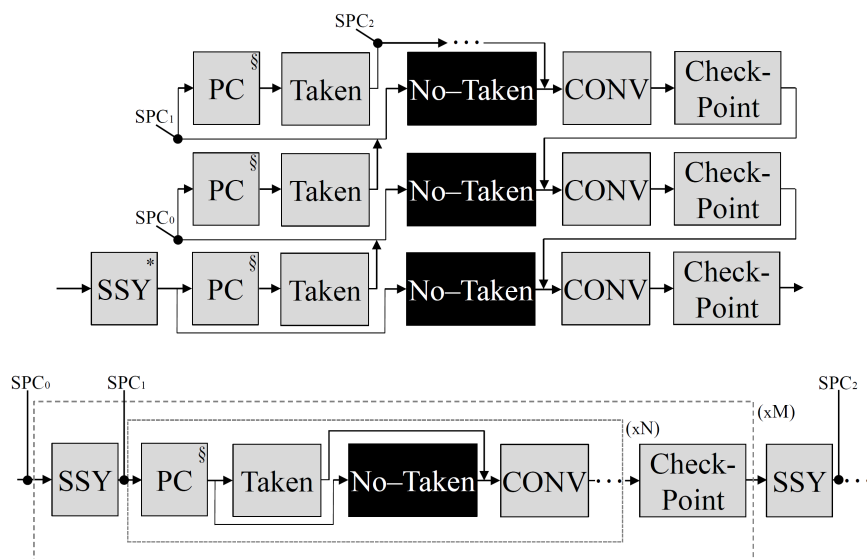 SPC₂
§
PC
Taken
No–Taken
CONV
Check-
Point
SPC₁
§
PC
Taken
No–Taken
CONV
Check-
Point
SPC₀
*
SSY
§
PC
Taken
No–Taken
CONV
Check-
Point
SPC₀
SPC₁
SPC₂
(xM)
(xN)
SSY
§
PC
Taken
No–Taken
CONV
Check-
Point
SSY